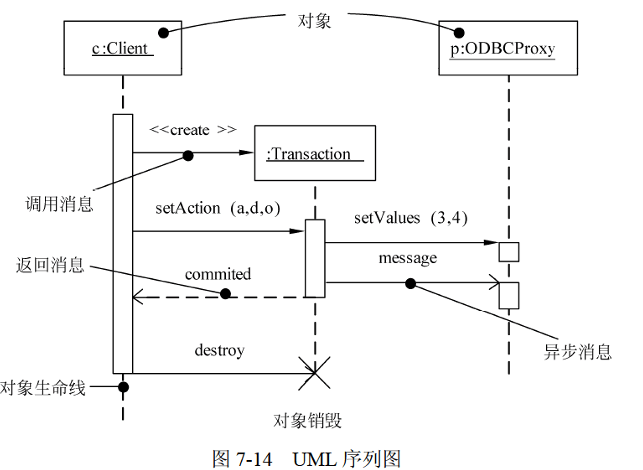 对象
c:Client
p:ODBCProxy
<<create >>
:Transaction
调用消息
setAction (a,d,o)
setValues (3,4)
返回消息
commited
message
异步消息
destroy
对象生命线
对象销毁
图 7-14 UML 序列图